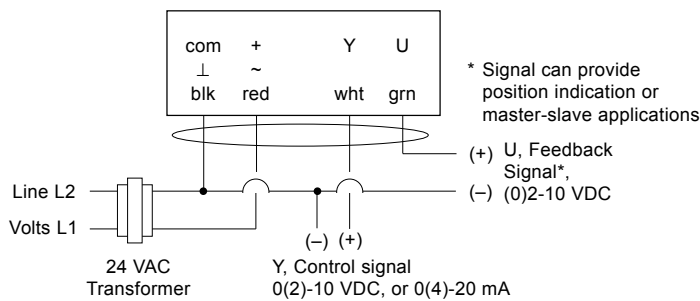 com + Y U
⊥ ~
blk red wht grn
* Signal can provide
position indication or
master-slave applications
(+) U, Feedback
Signal*,
(–) (0)2-10 VDC
Line L2
Volts L1
(–) (+)
24 VAC
Transformer
Y, Control signal
0(2)-10 VDC, or 0(4)-20 mA